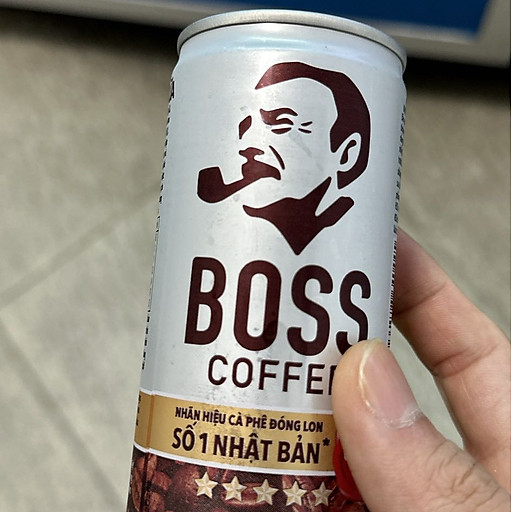 BOSS
COFFEE
NHÃN HIỆU CÀ PHÊ ĐÓNG LON
SỐ 1 NHẬT BẢN*